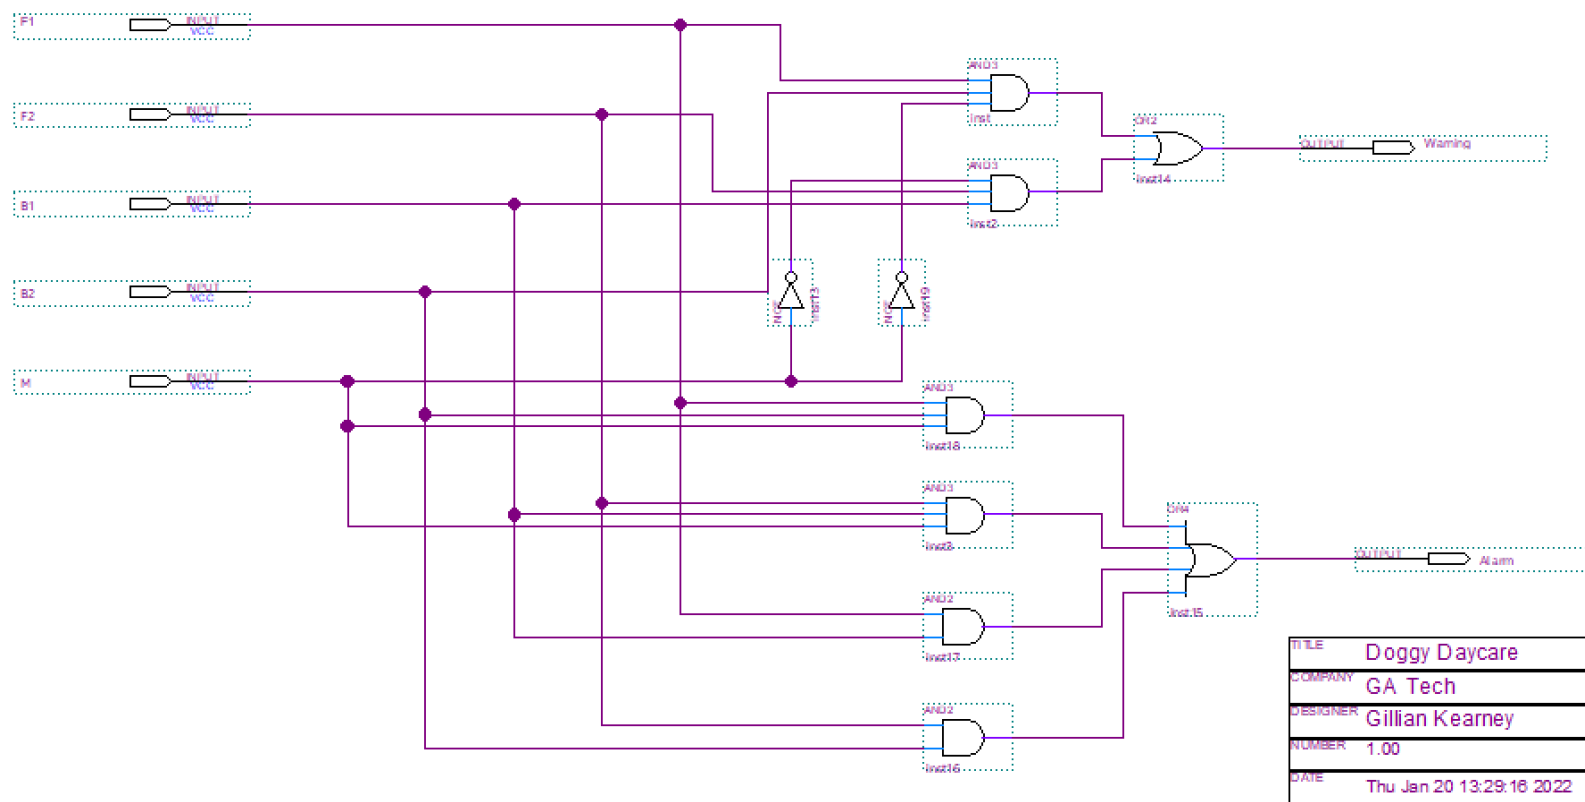 F1
INPUT
VCC
F2
INPUT
VCC
B1
INPUT
VCC
B2
INPUT
VCC
M
INPUT
VCC
AND3
inst
AND3
inst2
OR2
inst14
OUTPUT
Warning
NOT
inst13
NOT
inst19
AND3
inst18
AND3
inst3
AND2
inst17
AND2
inst16
OR4
inst15
OUTPUT
Alarm
TITLE Doggy Daycare
COMPANY GA Tech
DESIGNER Gillian Kearney
NUMBER 1.00
DATE Thu Jan 20 13:29:16 2022